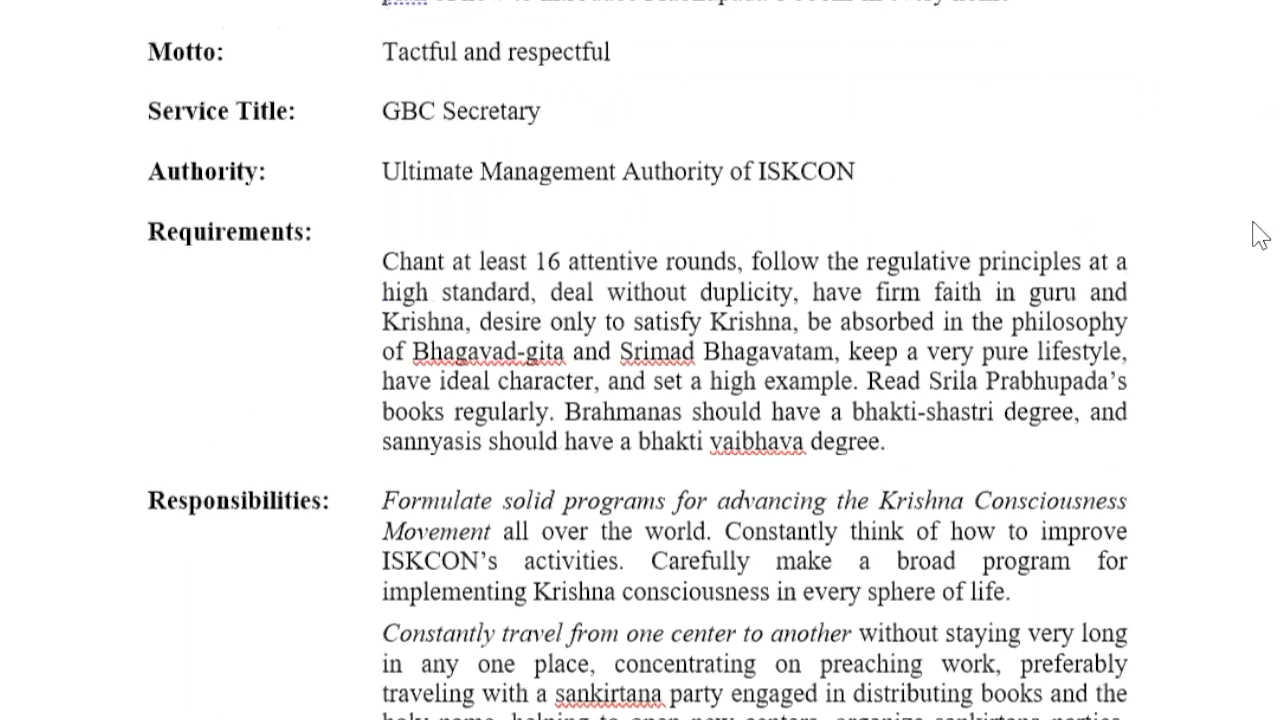 Motto: Tactful and respectful
Service Title: GBC Secretary
Authority: Ultimate Management Authority of ISKCON
Requirements:
Chant at least 16 attentive rounds, follow the regulative principles at a
high standard, deal without duplicity, have firm faith in guru and
Krishna, desire only to satisfy Krishna, be absorbed in the philosophy
of Bhagavad-gita and Srimad Bhagavatam, keep a very pure lifestyle,
have ideal character, and set a high example. Read Srila Prabhupada’s
books regularly. Brahmanas should have a bhakti-shastri degree, and
sannyasis should have a bhakti vaibhava degree.
Responsibilities: Formulate solid programs for advancing the Krishna Consciousness
Movement all over the world. Constantly think of how to improve
ISKCON’s activities. Carefully make a broad program for
implementing Krishna consciousness in every sphere of life.
Constantly travel from one center to another without staying very long
in any one place, concentrating on preaching work, preferably
traveling with a sankirtana party engaged in distributing books and the